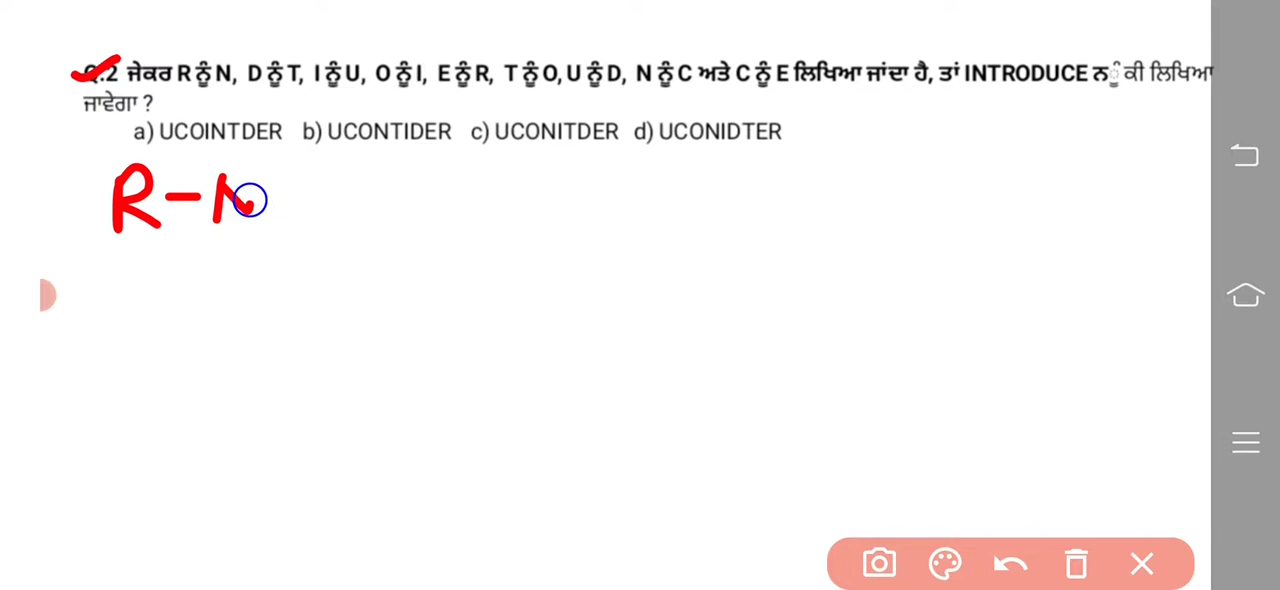 Q.2 ਜੇਕਰ R ਨੂੰ N, D ਨੂੰ T, I ਨੂੰ U, O ਨੂੰ I, E ਨੂੰ R, T ਨੂੰ O, U ਨੂੰ D, N ਨੂੰ C ਅਤੇ C ਨੂੰ E ਲਿਖਿਆ ਜਾਂਦਾ ਹੈ, ਤਾਂ INTRODUCE ਨੂੰ ਕੀ ਲਿਖਿਆ
ਜਾਵੇਗਾ ?
a) UCOINTDER b) UCONTIDER c) UCONITDER d) UCONIDTER
R - N